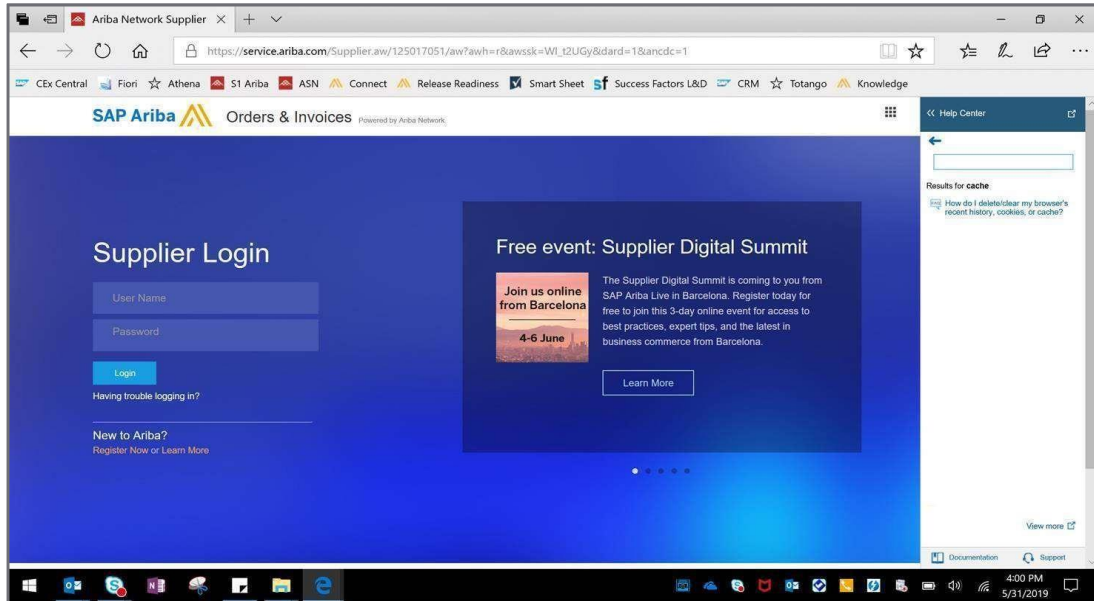 Ariba Network Supplier
https://service.ariba.com/Supplier.aw/125017051/aw?awh=r&awssk=WI_t2UGy&dard=1&ancdc=1
CEx Central Fiori Athena S1 Ariba ASN Connect Release Readiness Smart Sheet Success Factors L&D CRM Totango Knowledge
SAP Ariba Orders & Invoices Powered by Ariba Network
Supplier Login
User Name
Password
Login
Having trouble logging in?
New to Ariba?
Register Now or Learn More
Free event: Supplier Digital Summit
Join us online
from Barcelona
4-6 June
The Supplier Digital Summit is coming to you from
SAP Ariba Live in Barcelona. Register today for
free to join this 3-day online event for access to
best practices, expert tips, and the latest in
business commerce from Barcelona.
Learn More
<< Help Center
Results for cache
How do I delete/clear my browser's
recent history, cookies, or cache?
View more
Documentation Support
4:00 PM
5/31/2019